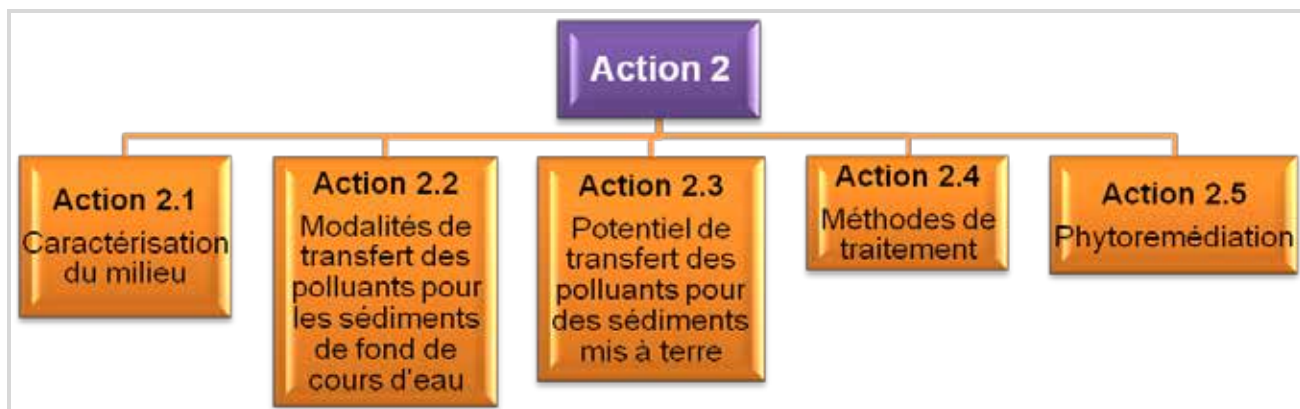 Action 2
Action 2.1
Caractérisation
du milieu
Action 2.2
Modalités de
transfert des
polluants pour
les sédiments
de fond de
cours d'eau
Action 2.3
Potentiel de
transfert des
polluants pour
des sédiments
mis à terre
Action 2.4
Méthodes de
traitement
Action 2.5
Phytoremédiation